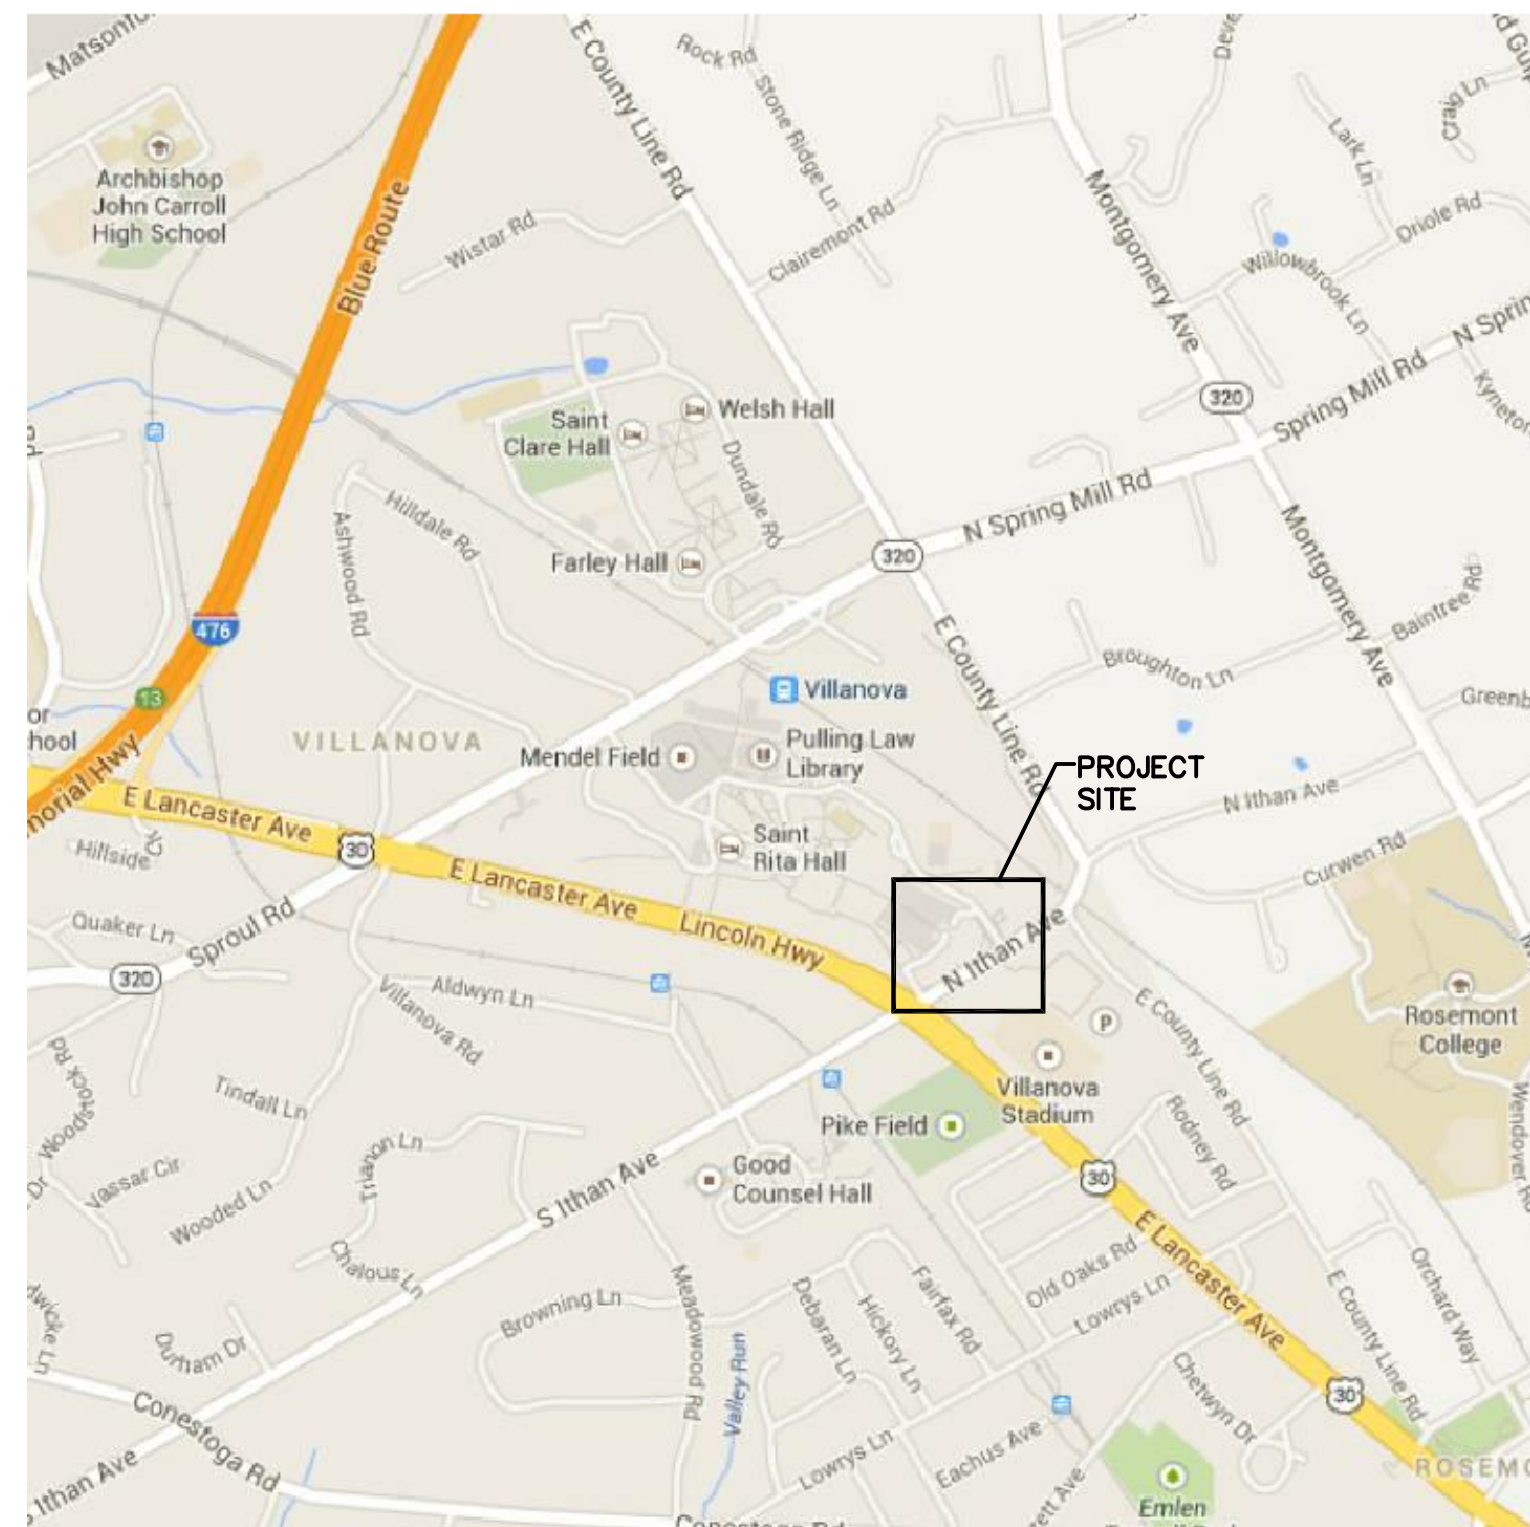 E County Line Rd
Rock Rd
Stone Ridge Ln
Craig Ln
Lark Ln
Archbishop
John Carroll
High School
Blue Route
Wistar Rd
Clairemont Rd
Montgomery Ave
Oriole Rd
Willowbrook Ln
320
Spring Mill Rd
Welsh Hall
Saint
Clare Hall
Dundale Rd
Hilldale Rd
Ashwood Rd
N Spring Mill Rd
320
Farley Hall
Montgomery Ave
Baintree Rd
476
13
E County Line Rd
Broughton Ln
Villanova
VILLANOVA
Mendel Field
Pulling Law
Library
PROJECT
SITE
N Ithan Ave
E Lancaster Ave
30
Hillside
Saint
Rita Hall
Curwen Rd
E Lancaster Ave
Lincoln Hwy
Quaker Ln
Sproul Rd
320
N Ithan Ave
Aldwyn Ln
Villanova Rd
E County Line Rd
P
Rosemont
College
Villanova
Stadium
Tindall Ln
Pike Field
Rodney Rd
Trianon Ln
Vassar Cir
Wooded Ln
Good
Counsel Hall
S Ithan Ave
30
Chalous Ln
E Lancaster Ave
Old Oaks Rd
Lowrys Ln
Fairfax Rd
Hickory Ln
Debaran Ln
Meadowood Rd
Browning Ln
Valley Run
Durham Dr
E County Line Rd
Orchard Way
Chetwyn Dr
30
Conestoga Rd
Lowrys Ln
Eachus Ave
Ithan Ave
Emlen